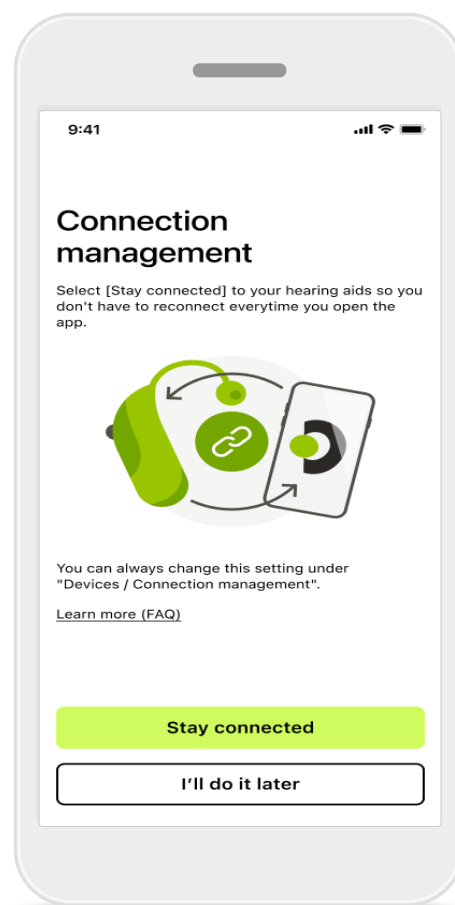 9:41
Connection
management
Select [Stay connected] to your hearing aids so you
don't have to reconnect everytime you open the
app.
You can always change this setting under
"Devices / Connection management".
Learn more (FAQ)
Stay connected
I'll do it later